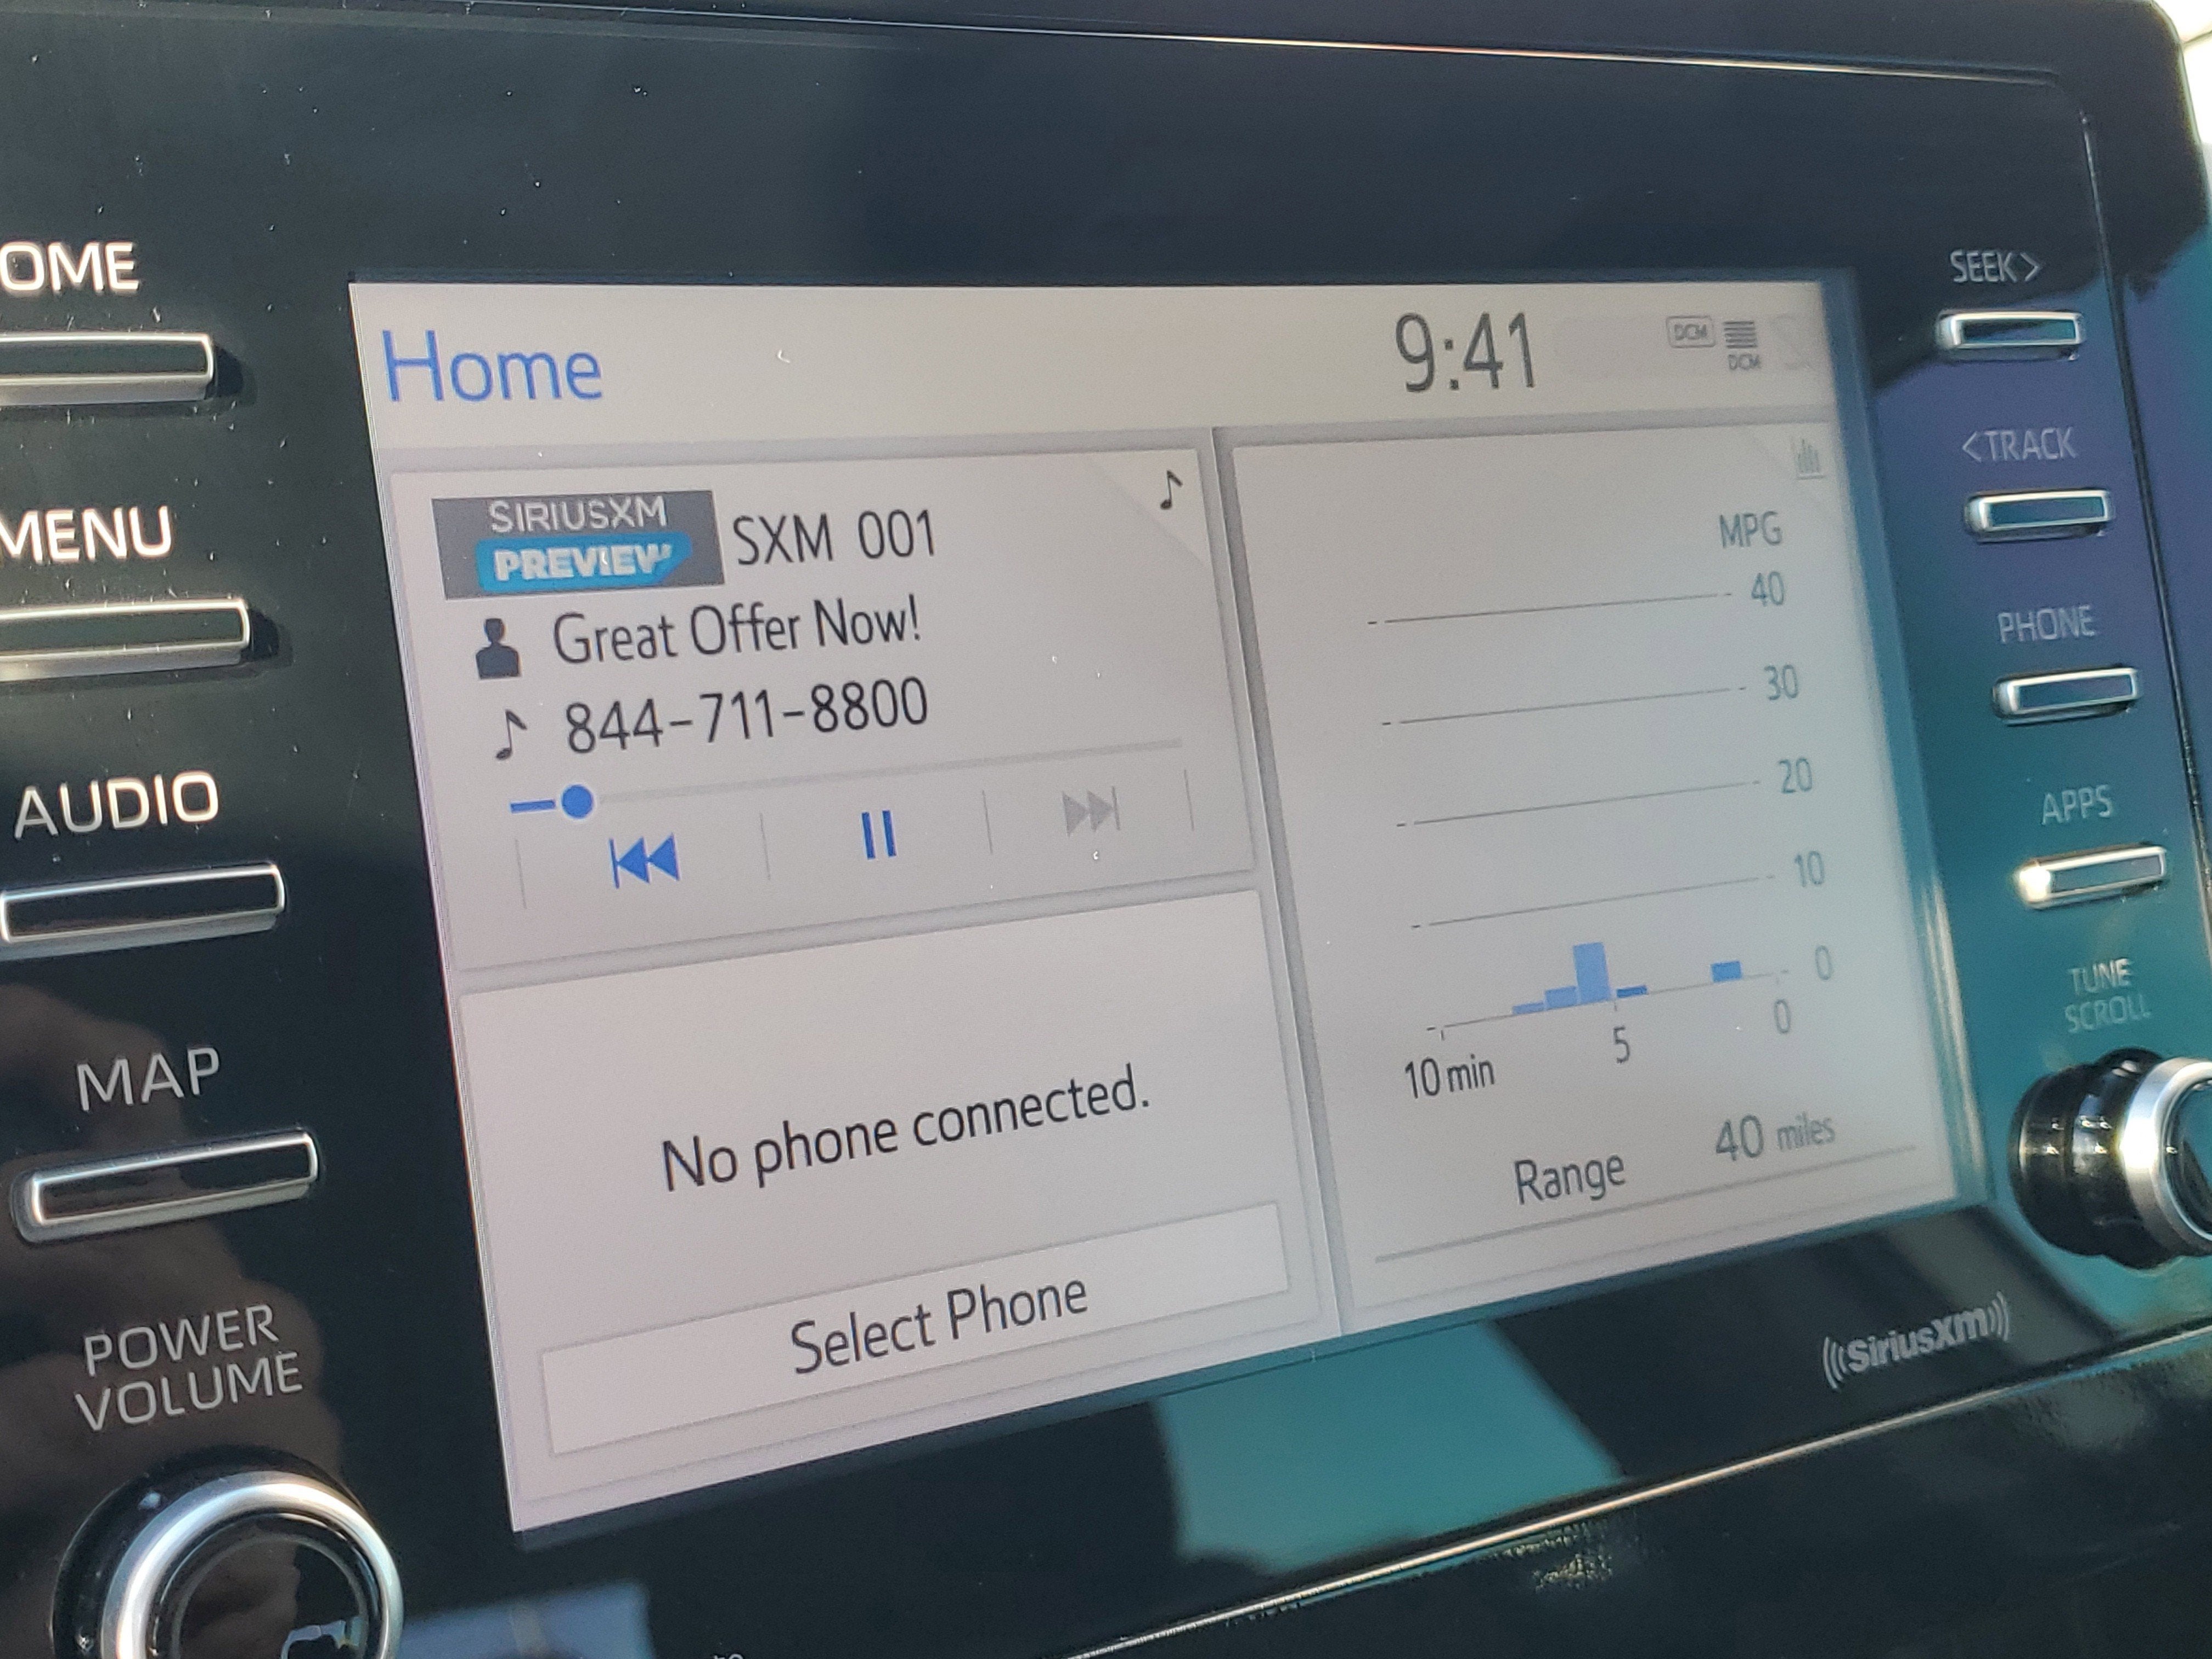 OME
MENU
AUDIO
MAP
POWER
VOLUME
Home
9:41
DCM
DCM
SIRIUSXM
PREVIEW
SXM 001
Great Offer Now!
844-711-8800
No phone connected.
Select Phone
MPG
40
30
20
10
0
10 min
5
0
Range 40 miles
SEEK >
< TRACK
PHONE
APPS
TUNE
SCROLL
((SiriusXM))